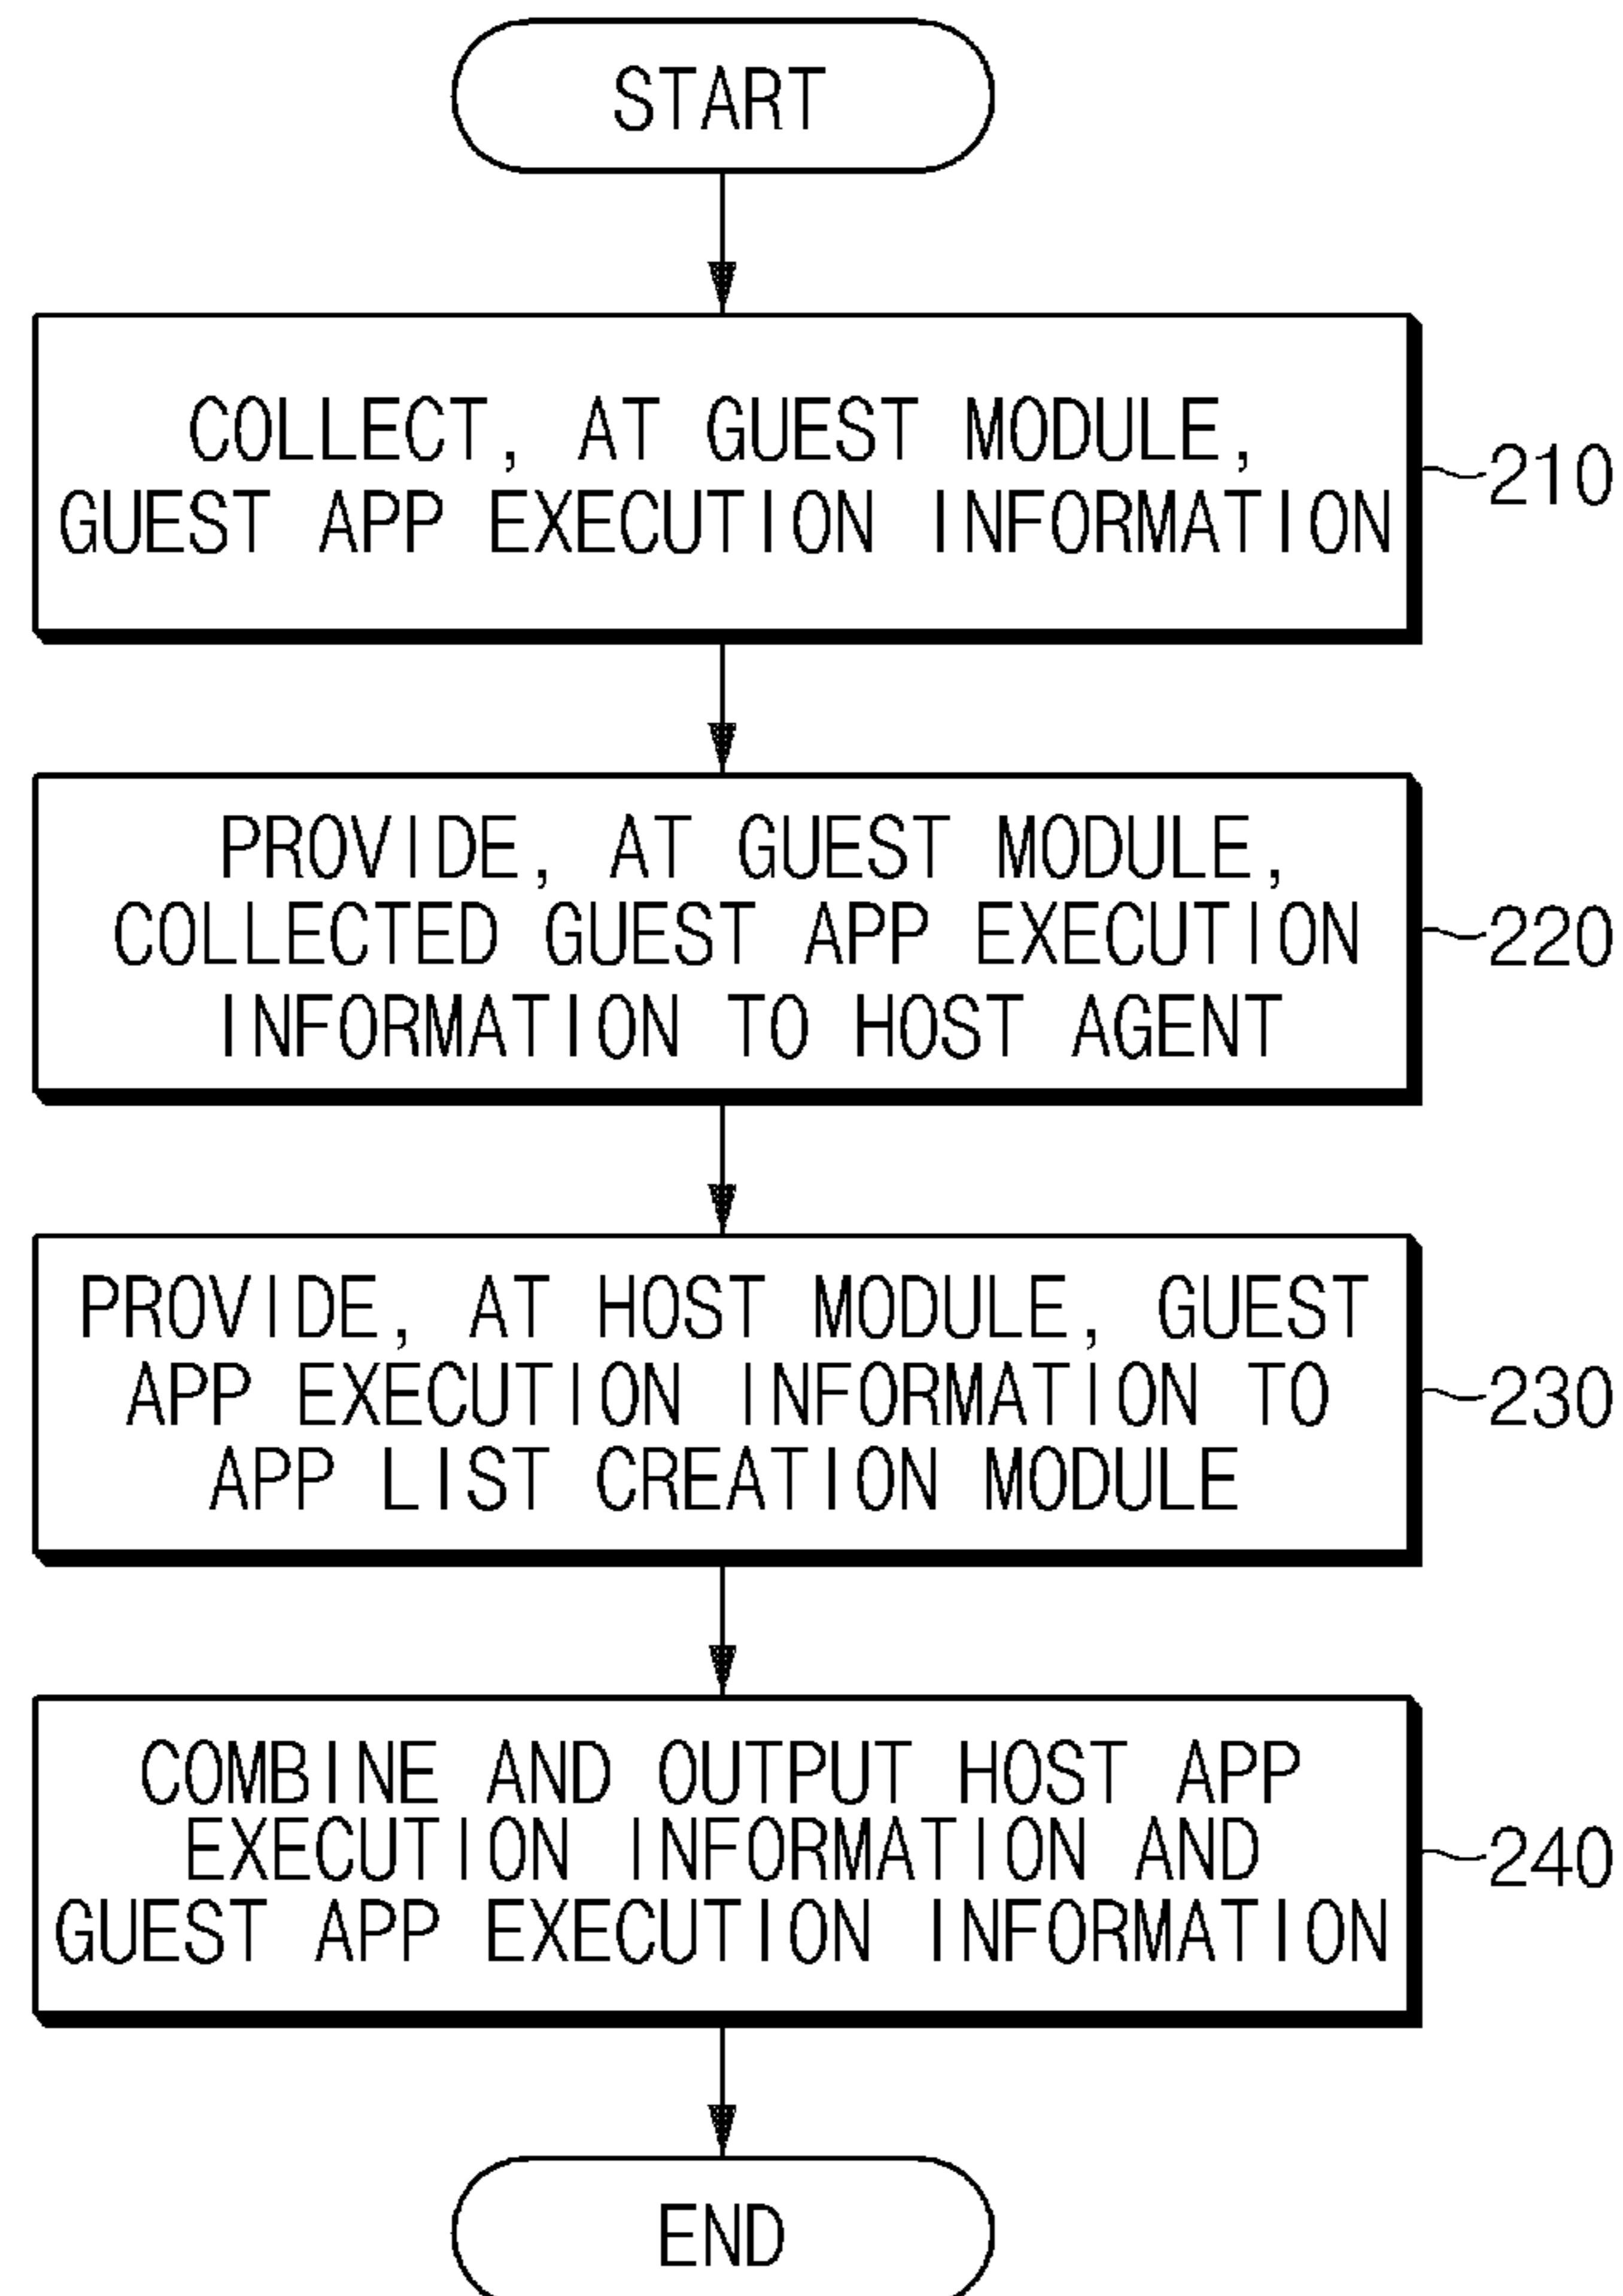 START
COLLECT, AT GUEST MODULE,
GUEST APP EXECUTION INFORMATION
210
PROVIDE, AT GUEST MODULE,
COLLECTED GUEST APP EXECUTION
INFORMATION TO HOST AGENT
220
PROVIDE, AT HOST MODULE, GUEST
APP EXECUTION INFORMATION TO
APP LIST CREATION MODULE
230
COMBINE AND OUTPUT HOST APP
EXECUTION INFORMATION AND
GUEST APP EXECUTION INFORMATION
240
END